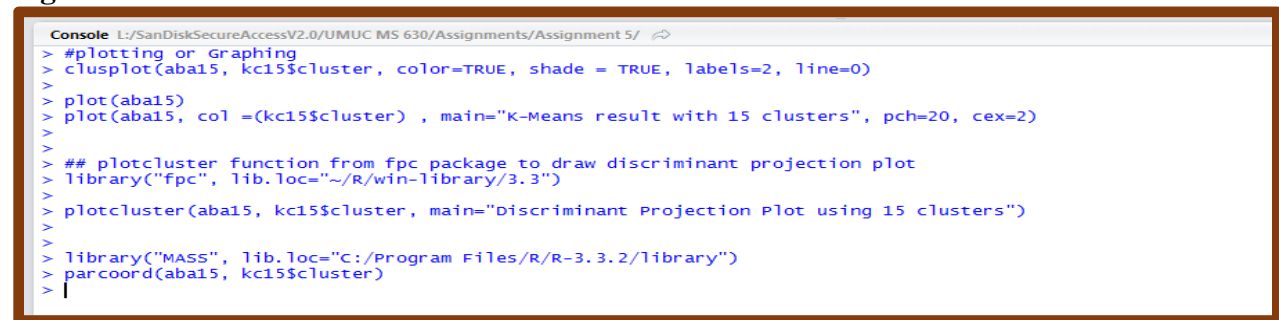 Console L:/SanDiskSecureAccessV2.0/UMUC MS 630/Assignments/Assignment 5/
> #plotting or Graphing
> clusplot(aba15, kc15$cluster, color=TRUE, shade = TRUE, labels=2, line=0)
>
> plot(aba15)
> plot(aba15, col =(kc15$cluster) , main="K-Means result with 15 clusters", pch=20, cex=2)
>
>
> ## plotcluster function from fpc package to draw discriminant projection plot
> library("fpc", lib.loc="~/R/win-library/3.3")
>
> plotcluster(aba15, kc15$cluster, main="Discriminant Projection Plot using 15 clusters")
>
>
> library("MASS", lib.loc="C:/Program Files/R/R-3.3.2/library")
> parcoord(aba15, kc15$cluster)
>